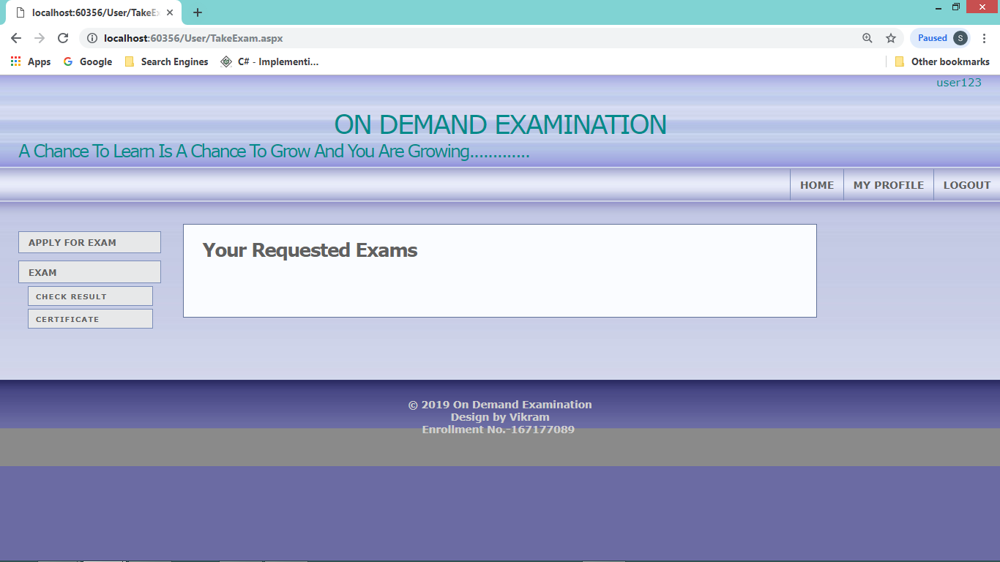 localhost:60356/User/TakeEx
localhost:60356/User/TakeExam.aspx
Paused
S
Apps
Google
Search Engines
C# - Implementi...
Other bookmarks
user123
ON DEMAND EXAMINATION
A Chance To Learn Is A Chance To Grow And You Are Growing.............
HOME
MY PROFILE
LOGOUT
APPLY FOR EXAM
EXAM
CHECK RESULT
CERTIFICATE
Your Requested Exams
© 2019 On Demand Examination
Design by Vikram
Enrollment No.-167177089